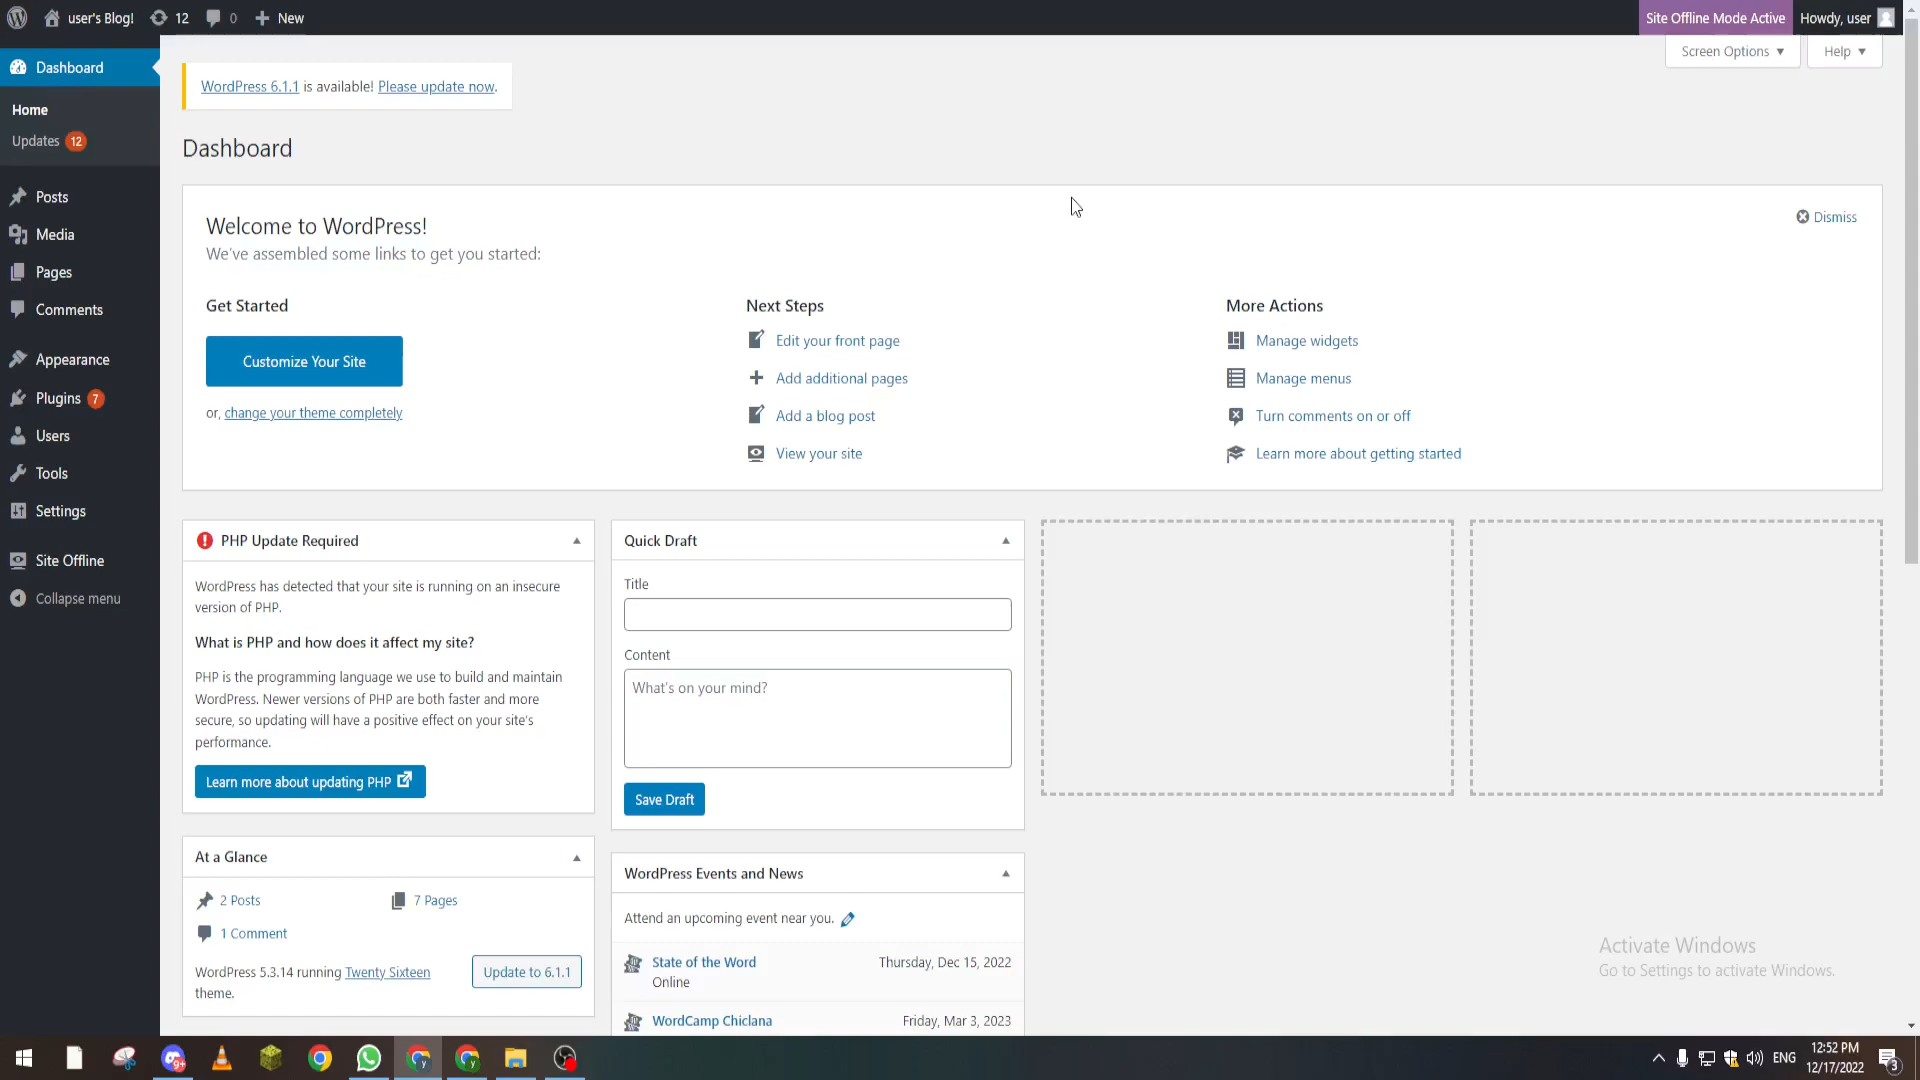 user's Blog!
12
0
New
Site Offline Mode Active
Howdy, user
Screen Options
Help
Dashboard
Home
Updates 12
Posts
Media
Pages
Comments
Appearance
Plugins 7
Users
Tools
Settings
Site Offline
Collapse menu
WordPress 6.1.1 is available! Please update now.
Dashboard
Welcome to WordPress!
We've assembled some links to get you started:
Dismiss
Get Started
Customize Your Site
or, change your theme completely
Next Steps
Edit your front page
Add additional pages
Add a blog post
View your site
More Actions
Manage widgets
Manage menus
Turn comments on or off
Learn more about getting started
PHP Update Required
WordPress has detected that your site is running on an insecure
version of PHP.
What is PHP and how does it affect my site?
PHP is the programming language we use to build and maintain
WordPress. Newer versions of PHP are both faster and more
secure, so updating will have a positive effect on your site's
performance.
Learn more about updating PHP
At a Glance
2 Posts
7 Pages
1 Comment
WordPress 5.3.14 running Twenty Sixteen
theme.
Update to 6.1.1
Quick Draft
Title
Content
What's on your mind?
Save Draft
WordPress Events and News
Attend an upcoming event near you.
State of the Word
Thursday, Dec 15, 2022
Online
WordCamp Chiclana
Friday, Mar 3, 2023
Activate Windows
Go to Settings to activate Windows.
9+
ENG
12:52 PM
12/17/2022
3